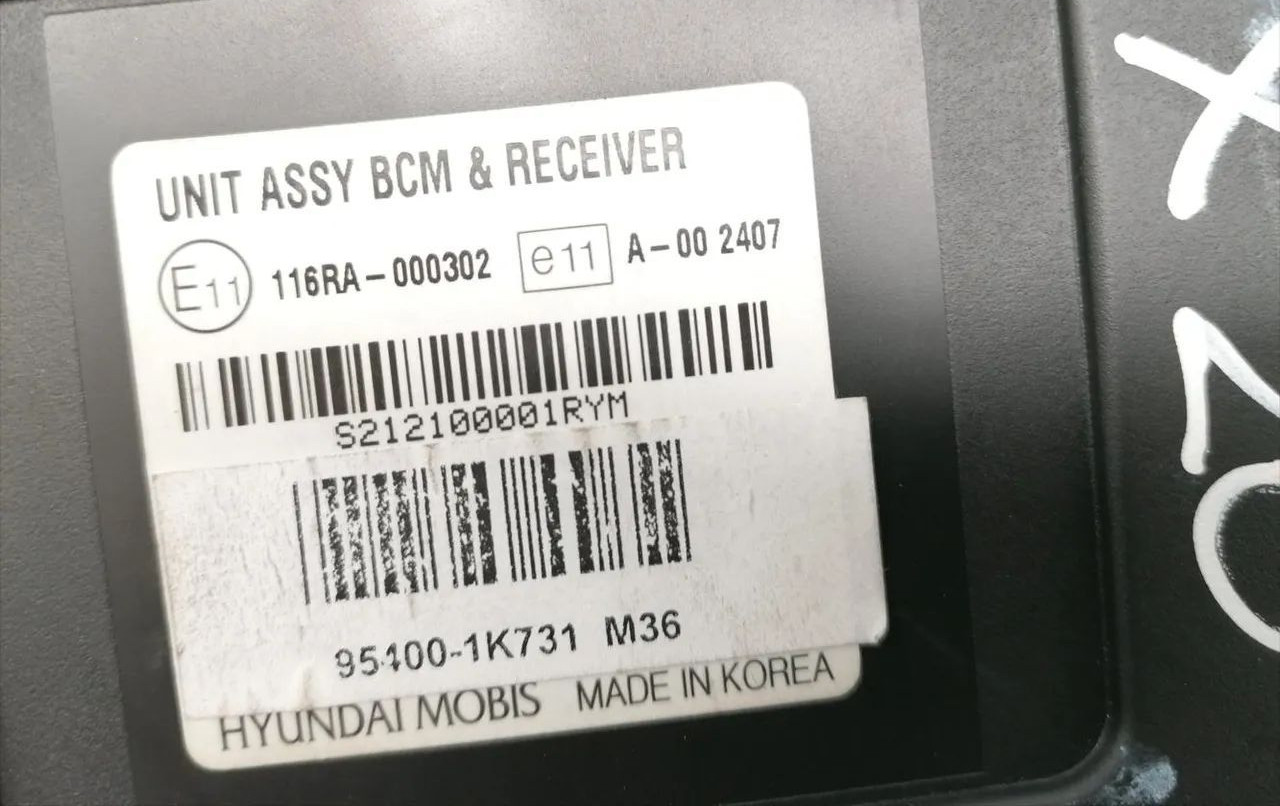 UNIT ASSY BCM & RECEIVER
E11 116RA-000302 e11 A-00 2407
S212100001RYM
95400-1K731 M36
HYUNDAI MOBIS MADE IN KOREA